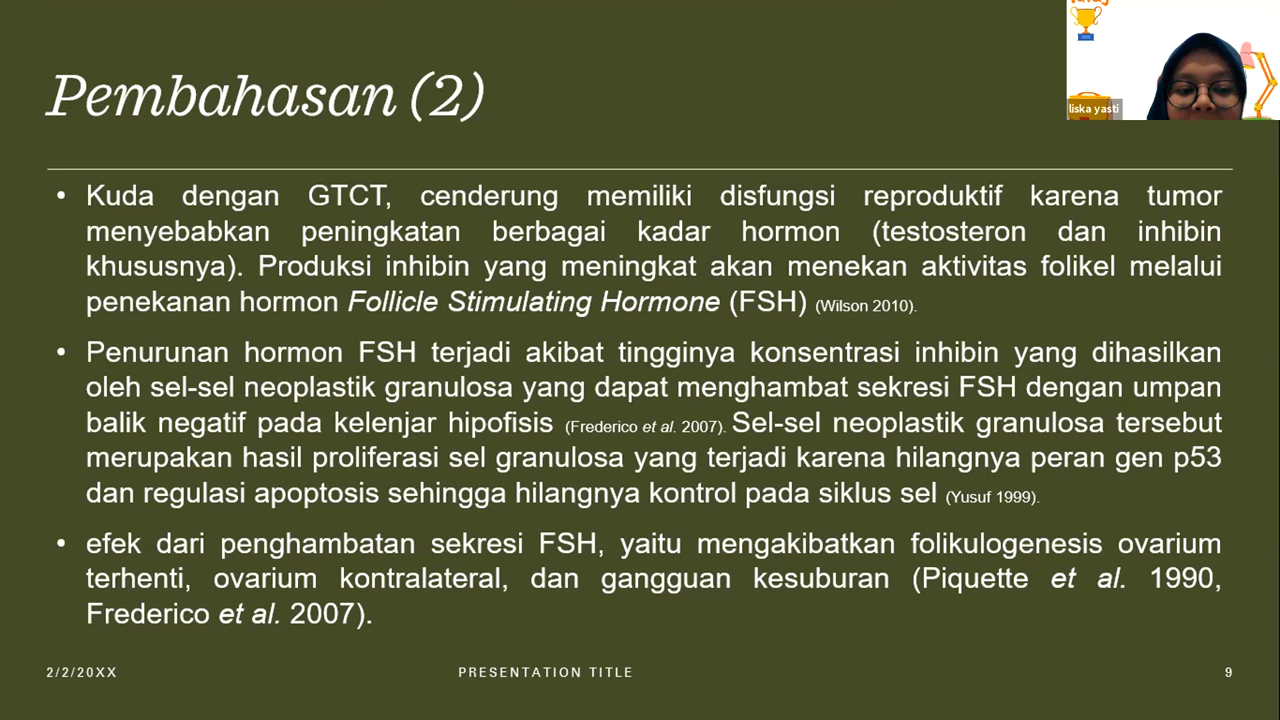 Pembahasan (2)
liska yasti
• Kuda dengan GTCT, cenderung memiliki disfungsi reproduktif karena tumor
menyebabkan peningkatan berbagai kadar hormon (testosteron dan inhibin
khususnya). Produksi inhibin yang meningkat akan menekan aktivitas folikel melalui
penekanan hormon Follicle Stimulating Hormone (FSH) (Wilson 2010).
• Penurunan hormon FSH terjadi akibat tingginya konsentrasi inhibin yang dihasilkan
oleh sel-sel neoplastik granulosa yang dapat menghambat sekresi FSH dengan umpan
balik negatif pada kelenjar hipofisis (Frederico et al. 2007). Sel-sel neoplastik granulosa tersebut
merupakan hasil proliferasi sel granulosa yang terjadi karena hilangnya peran gen p53
dan regulasi apoptosis sehingga hilangnya kontrol pada siklus sel (Yusuf 1999).
• efek dari penghambatan sekresi FSH, yaitu mengakibatkan folikulogenesis ovarium
terhenti, ovarium kontralateral, dan gangguan kesuburan (Piquette et al. 1990,
Frederico et al. 2007).
2/2/20XX
PRESENTATION TITLE
9